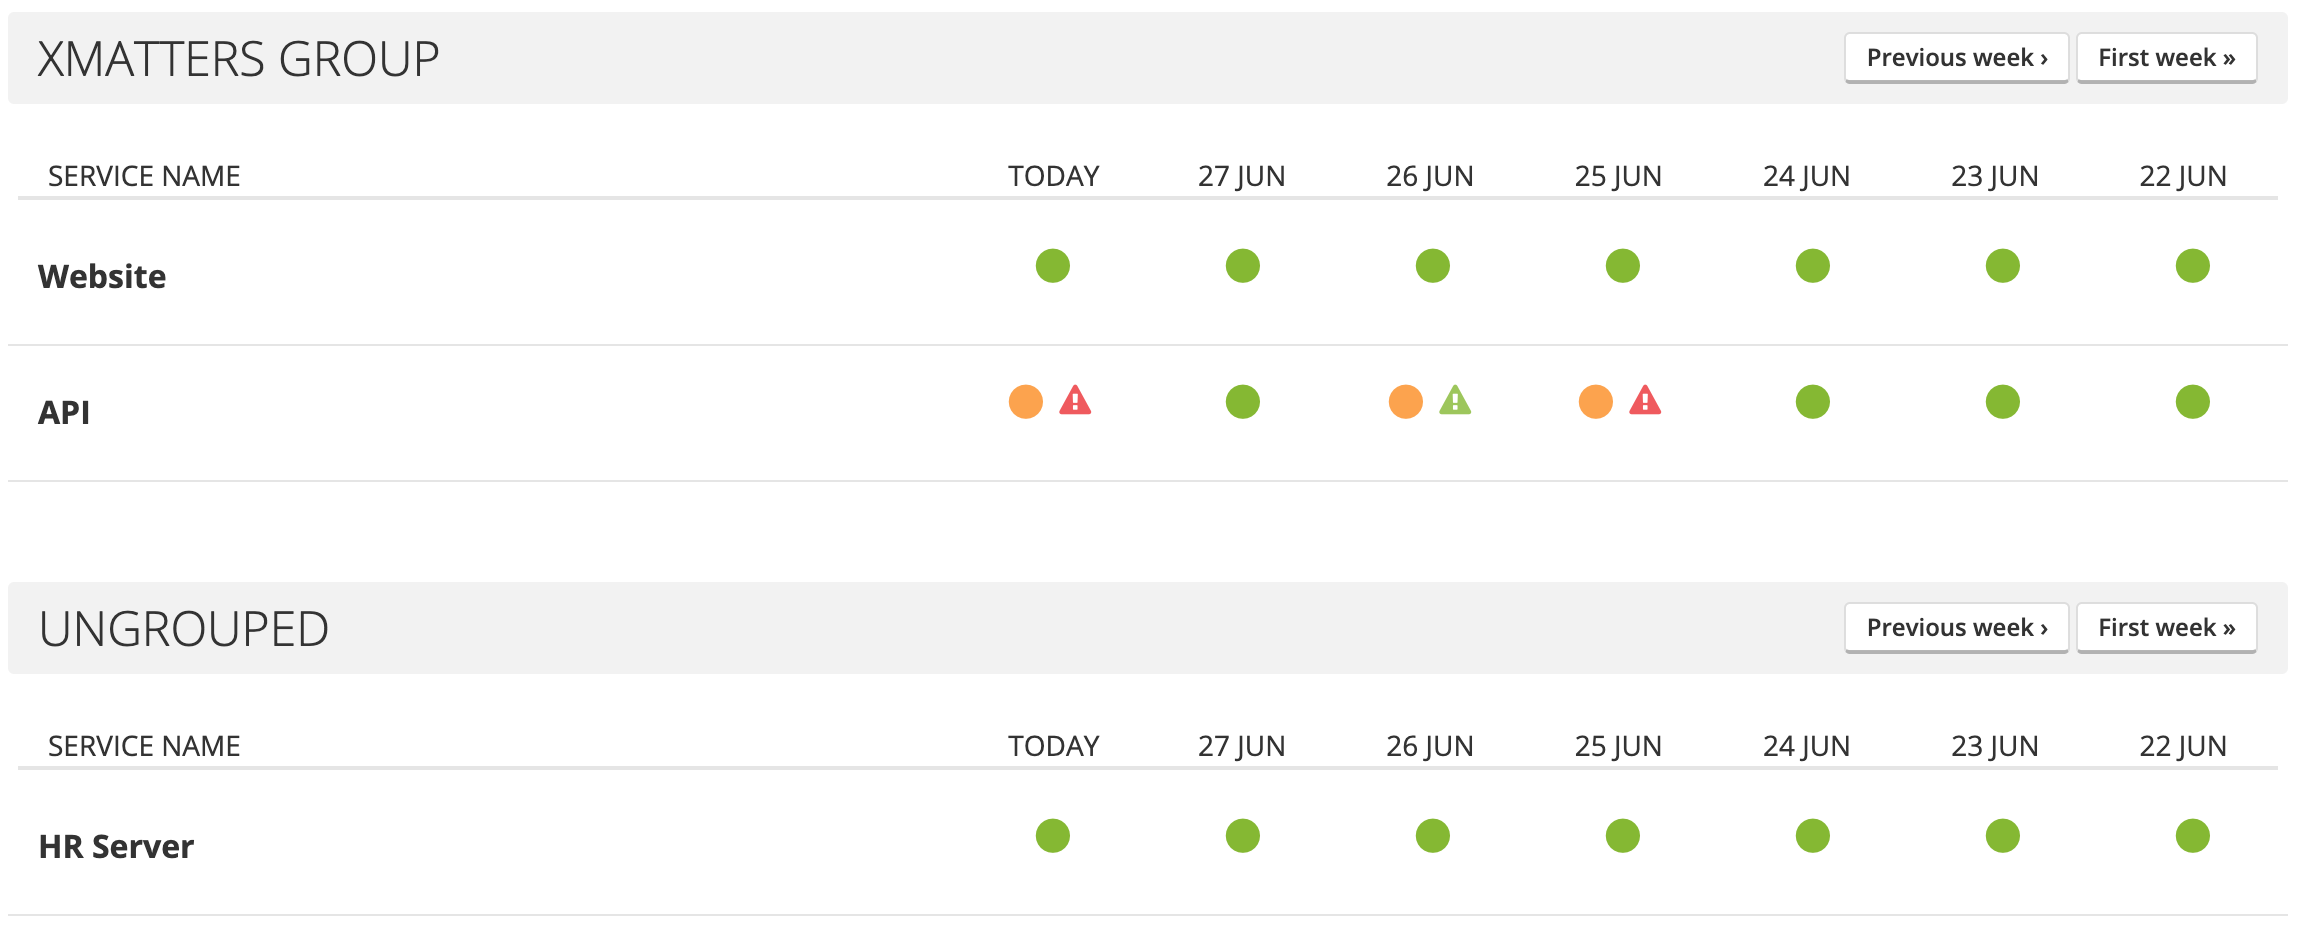 XMATTERS GROUP
Previous week ›
First week »
SERVICE NAME TODAY 27 JUN 26 JUN 25 JUN 24 JUN 23 JUN 22 JUN
Website
API
UNGROUPED
Previous week ›
First week »
SERVICE NAME TODAY 27 JUN 26 JUN 25 JUN 24 JUN 23 JUN 22 JUN
HR Server